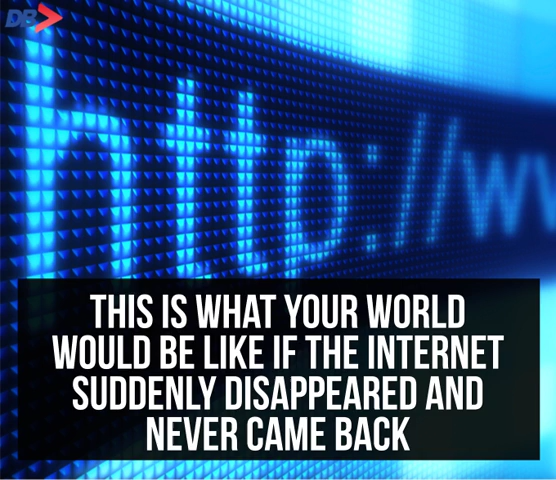 DB
http://wv
THIS IS WHAT YOUR WORLD
WOULD BE LIKE IF THE INTERNET
SUDDENLY DISAPPEARED AND
NEVER CAME BACK